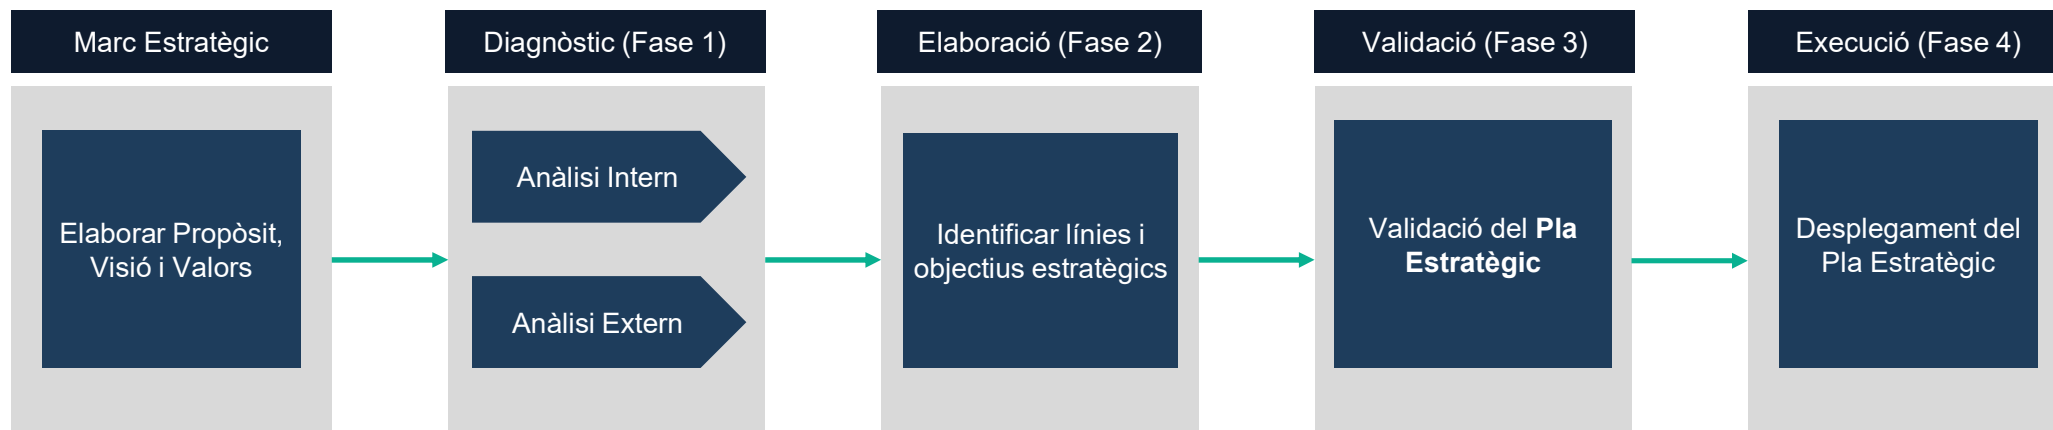 Marc Estratègic
Diagnòstic (Fase 1)
Elaboració (Fase 2)
Validació (Fase 3)
Execució (Fase 4)
Elaborar Propòsit,
Visió i Valors
Anàlisi Intern
Anàlisi Extern
Identificar línies i
objectius estratègics
Validació del Pla
Estratègic
Desplegament del
Pla Estratègic